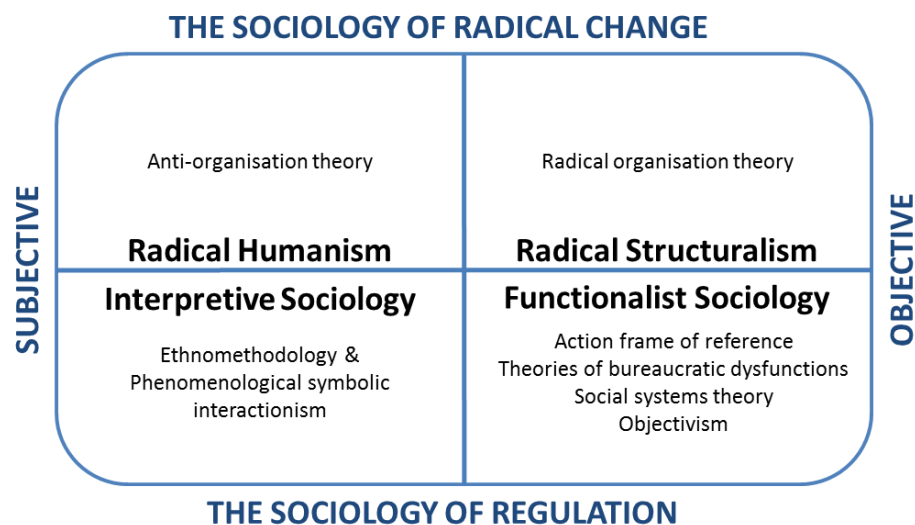 THE SOCIOLOGY OF RADICAL CHANGE
SUBJECTIVE
Anti-organisation theory
Radical Humanism
Radical organisation theory
Radical Structuralism
Interpretive Sociology
Ethnomethodology &
Phenomenological symbolic
interactionism
Functionalist Sociology
Action frame of reference
Theories of bureaucratic dysfunctions
Social systems theory
Objectivism
OBJECTIVE
THE SOCIOLOGY OF REGULATION